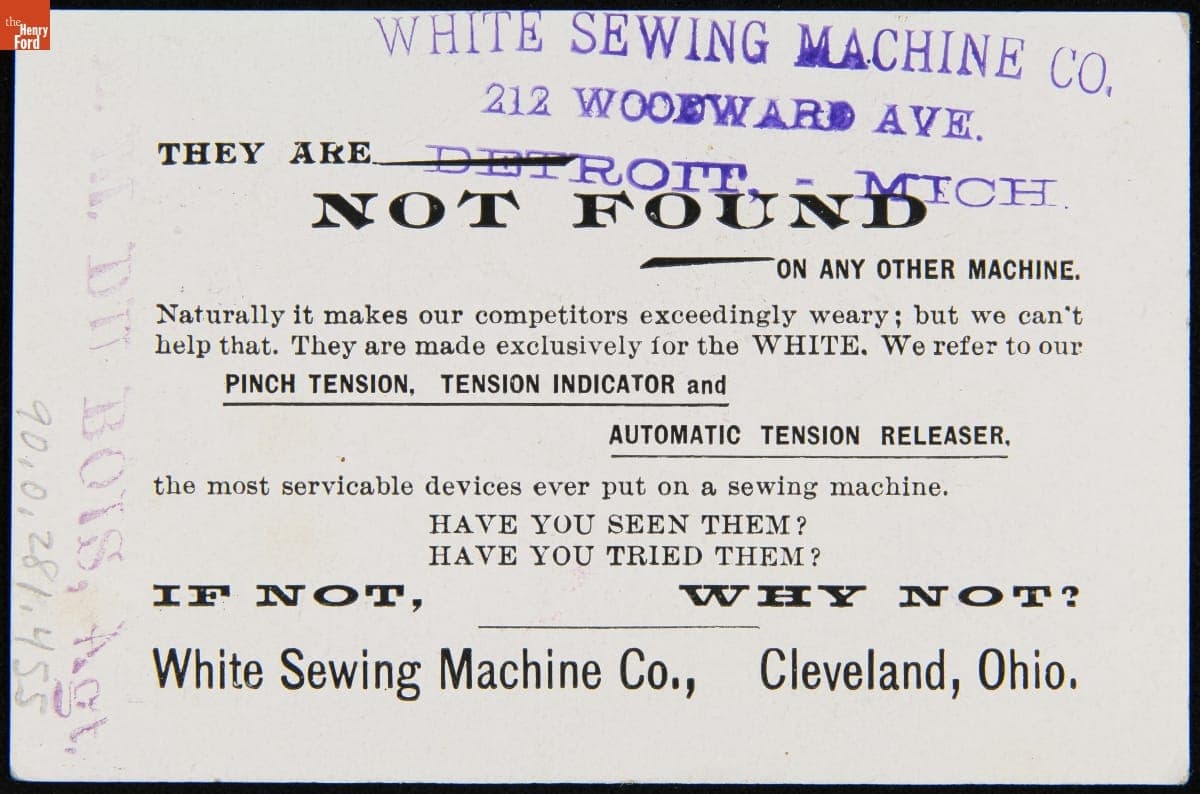 the
Henry
Ford
WHITE SEWING MACHINE CO.
212 WOODWARD AVE.
DETROIT, - MICH.
THEY ARE
NOT FOUND
ON ANY OTHER MACHINE.
Naturally it makes our competitors exceedingly weary; but we can't
help that. They are made exclusively for the WHITE. We refer to our
PINCH TENSION, TENSION INDICATOR and
AUTOMATIC TENSION RELEASER,
the most servicable devices ever put on a sewing machine.
HAVE YOU SEEN THEM?
HAVE YOU TRIED THEM?
IF NOT, WHY NOT?
White Sewing Machine Co., Cleveland, Ohio.
BOIS, Agt.
90.0.281.455